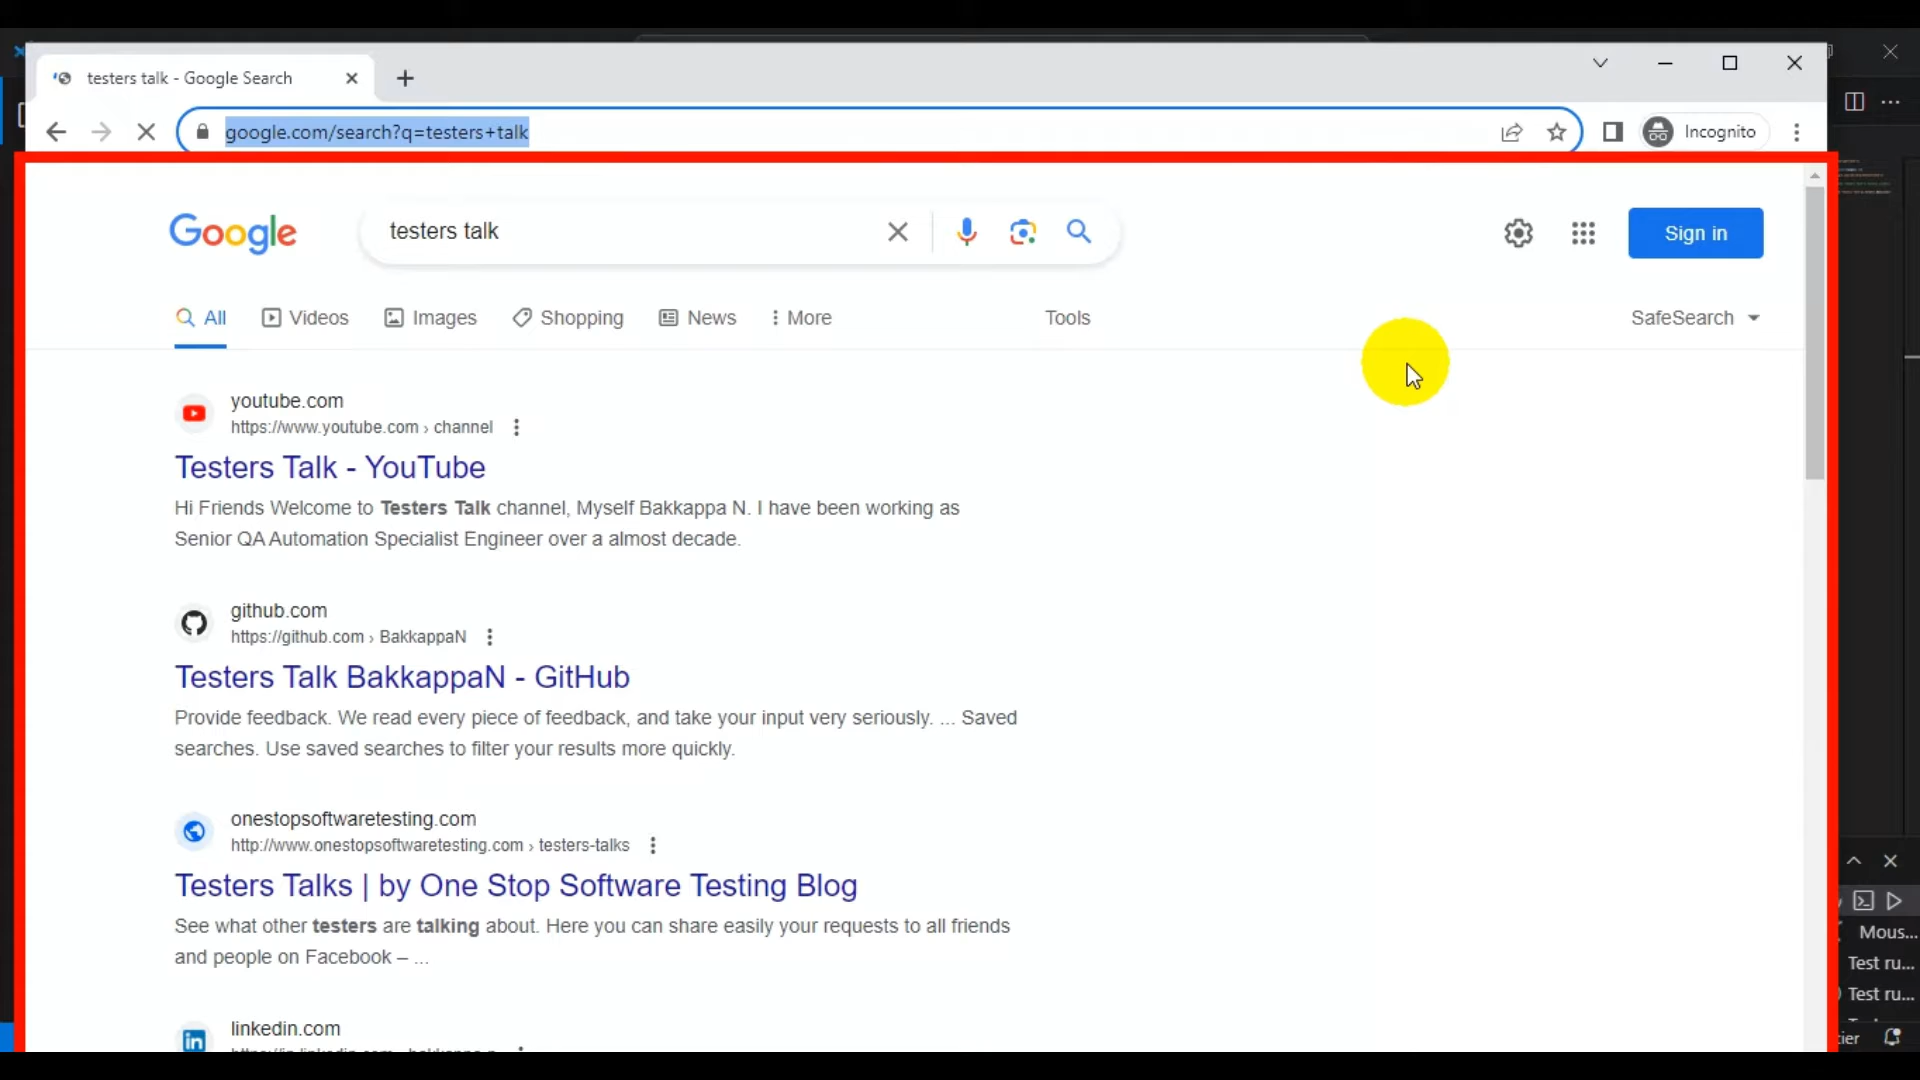 testers talk - Google Search
google.com/search?q=testers+talk
Incognito
Google
testers talk
Sign in
All
Videos
Images
Shopping
News
More
Tools
SafeSearch
youtube.com
https://www.youtube.com › channel
Testers Talk - YouTube
Hi Friends Welcome to Testers Talk channel, Myself Bakkappa N. I have been working as
Senior QA Automation Specialist Engineer over a almost decade.
github.com
https://github.com › BakkappaN
Testers Talk BakkappaN - GitHub
Provide feedback. We read every piece of feedback, and take your input very seriously. ... Saved
searches. Use saved searches to filter your results more quickly.
onestopsoftwaretesting.com
http://www.onestopsoftwaretesting.com › testers-talks
Testers Talks | by One Stop Software Testing Blog
See what other testers are talking about. Here you can share easily your requests to all friends
and people on Facebook – ...
linkedin.com
Mous...
Test ru...
Test ru...